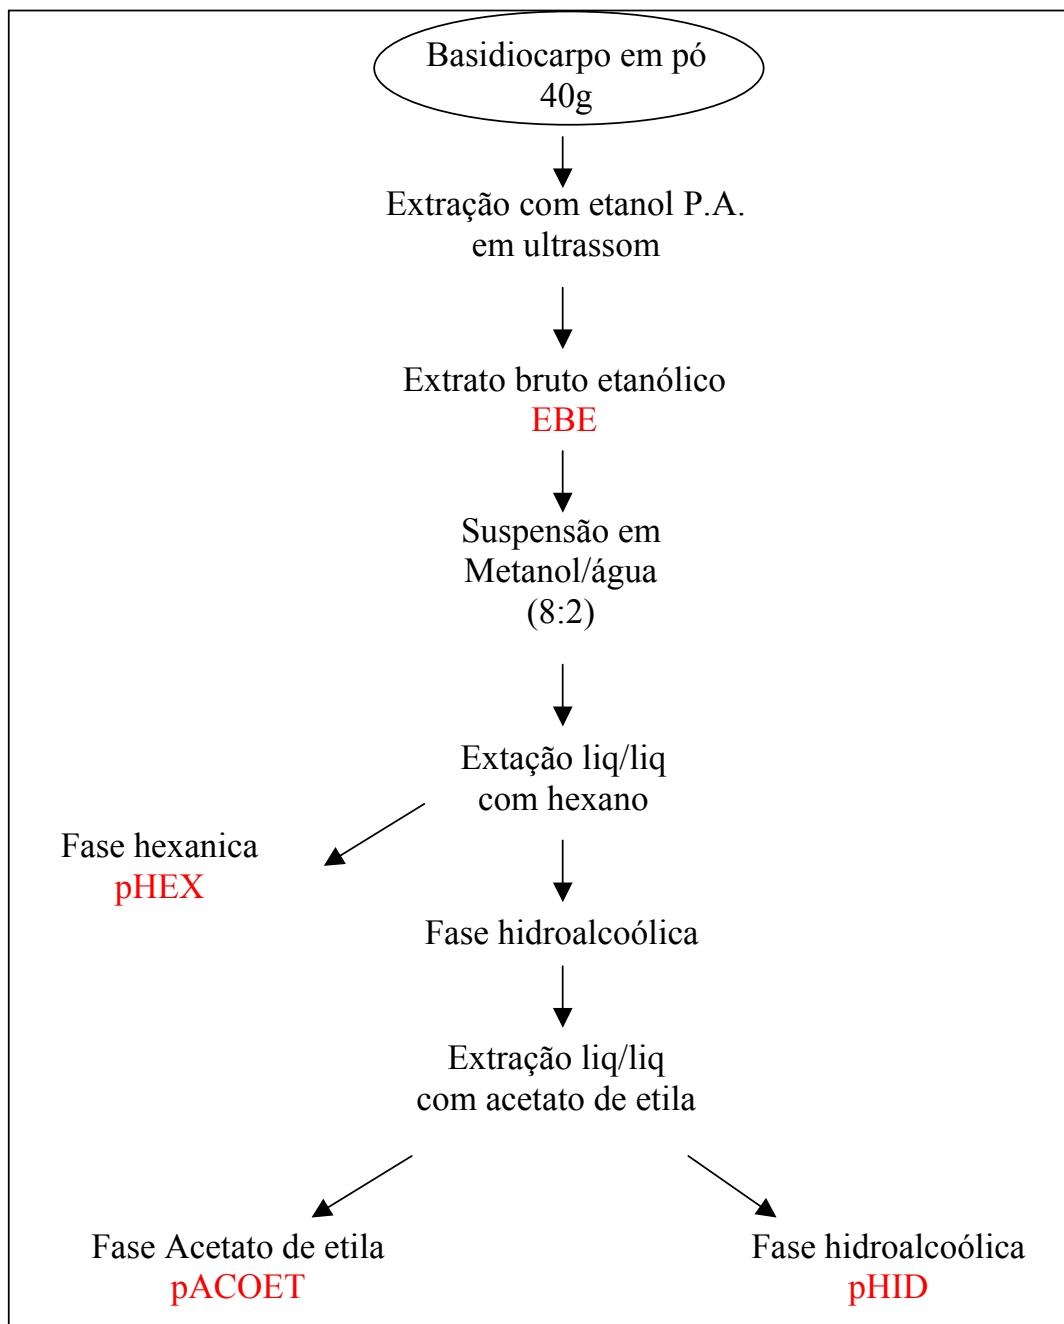 Basidiocarpo em pó
40g
Extração com etanol P.A.
em ultrassom
Extrato bruto etanólico
EBE
Suspensão em
Metanol/água
(8:2)
Extação liq/liq
com hexano
Fase hexanica
pHEX
Fase hidroalcoólica
Extração liq/liq
com acetato de etila
Fase Acetato de etila
pACOET
Fase hidroalcoólica
pHID